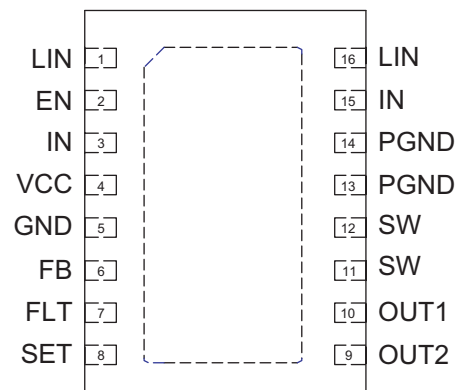 LIN 1 16 LIN
EN 2 15 IN
IN 3 14 PGND
VCC 4 13 PGND
GND 5 12 SW
FB 6 11 SW
FLT 7 10 OUT1
SET 8 9 OUT2